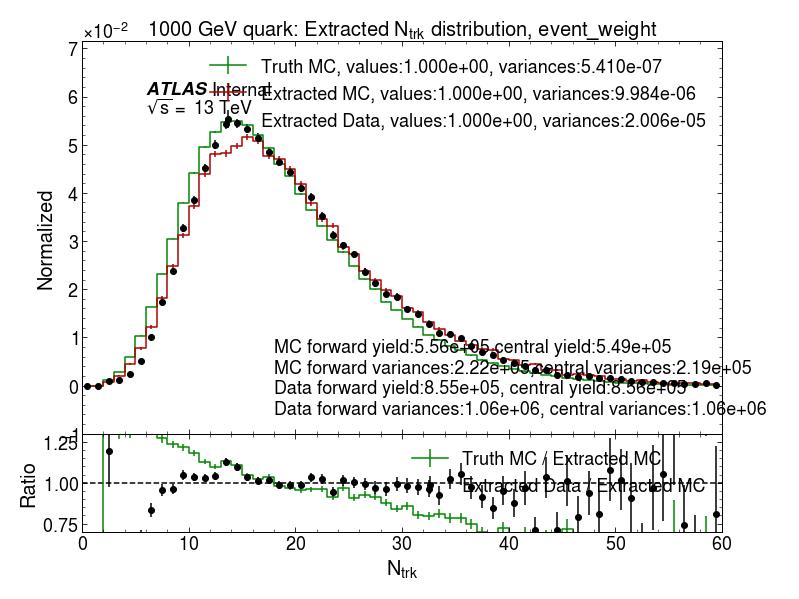 ×10⁻² 1000 GeV quark: Extracted Nₜᵣₖ distribution, event_weight
Truth MC, values:1.000e+00, variances:5.410e-07
ATLAS Internal
Extracted MC, values:1.000e+00, variances:9.984e-06
√s = 13 TeV
Extracted Data, values:1.000e+00, variances:2.006e-05
7
6
5
4
3
2
1
0
1
Normalized
MC forward yield:5.56e+05, central yield:5.49e+05
MC forward variances:2.22e+05, central variances:2.19e+05
Data forward yield:8.55e+05, central yield:8.58e+05
Data forward variances:1.06e+06, central variances:1.06e+06
1.25
1.00
0.75
Ratio
Truth MC / Extracted MC
Extracted Data / Extracted MC
0 10 20 30 40 50 60
Nₜᵣₖ